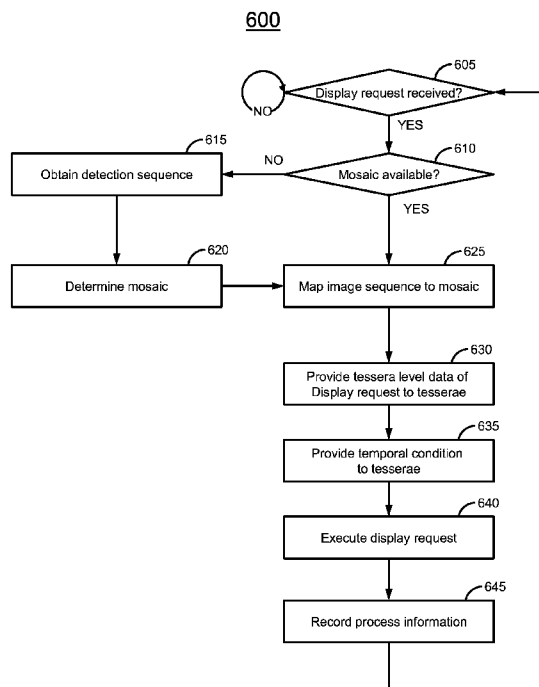 600
605
Display request received?
NO
YES
610
Mosaic available?
NO
YES
615
Obtain detection sequence
620
Determine mosaic
625
Map image sequence to mosaic
630
Provide tessera level data of
Display request to tesserae
635
Provide temporal condition
to tesserae
640
Execute display request
645
Record process information